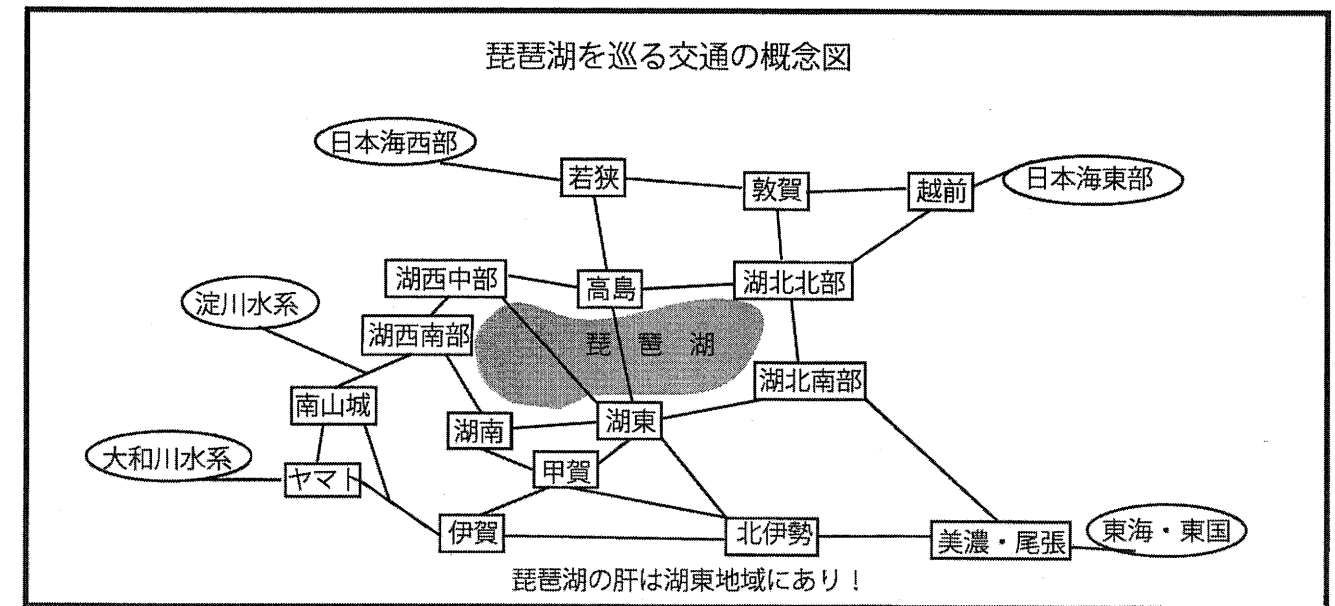 琵琶湖を巡る交通の概念図
日本海西部
若狭
敦賀
越前
日本海東部
湖西中部
高島
湖北北部
淀川水系
湖西南部
琵琶湖
湖北南部
南山城
湖南
湖東
大和川水系
ヤマト
甲賀
伊賀
北伊勢
美濃・尾張
東海・東国
琵琶湖の肝は湖東地域にあり！